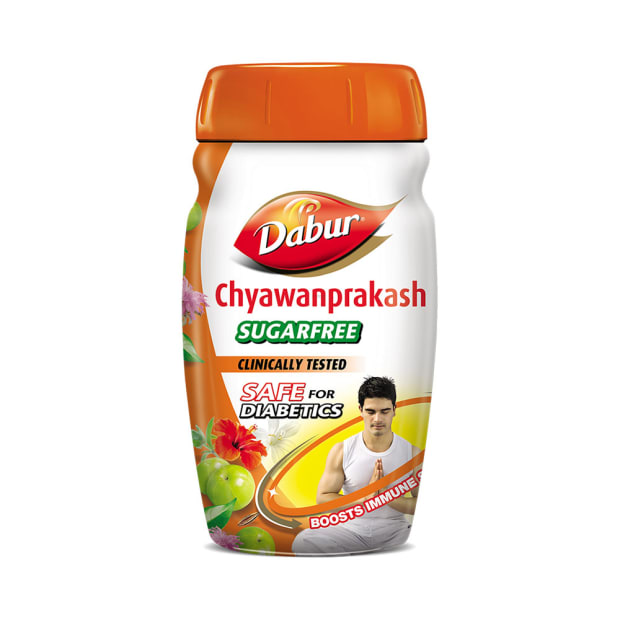 Dabur
Chyawanprakash
SUGARFREE
CLINICALLY TESTED
SAFE FOR
DIABETICS
BOOSTS IMMUNE